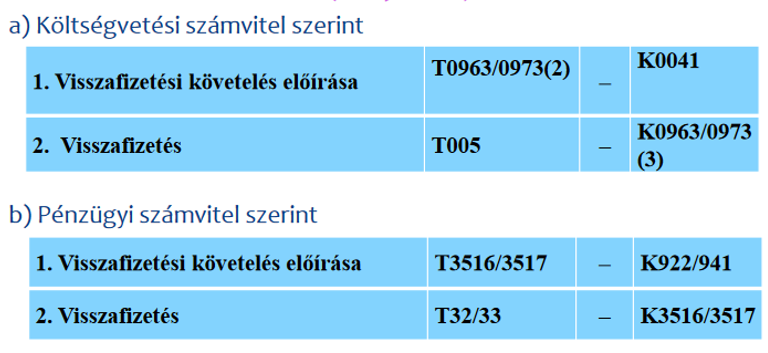 a) Költségvetési számvitel szerint
1. Visszafizetési követelés előírása T0963/0973(2) – K0041
2. Visszafizetés T005 – K0963/0973
(3)
b) Pénzügyi számvitel szerint
1. Visszafizetési követelés előírása T3516/3517 – K922/941
2. Visszafizetés T32/33 – K3516/3517